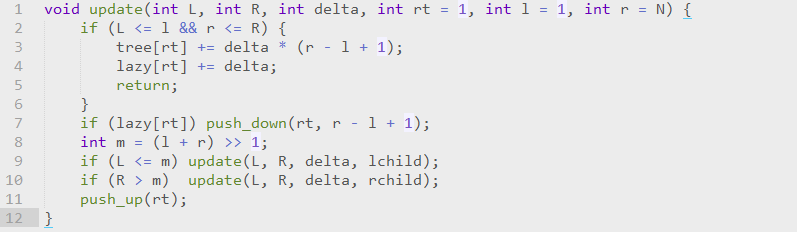 1 void update(int L, int R, int delta, int rt = 1, int l = 1, int r = N) {
2     if (L <= l && r <= R) {
3         tree[rt] += delta * (r - l + 1);
4         lazy[rt] += delta;
5         return;
6     }
7     if (lazy[rt]) push_down(rt, r - l + 1);
8     int m = (l + r) >> 1;
9     if (L <= m) update(L, R, delta, lchild);
10     if (R > m)  update(L, R, delta, rchild);
11     push_up(rt);
12 }